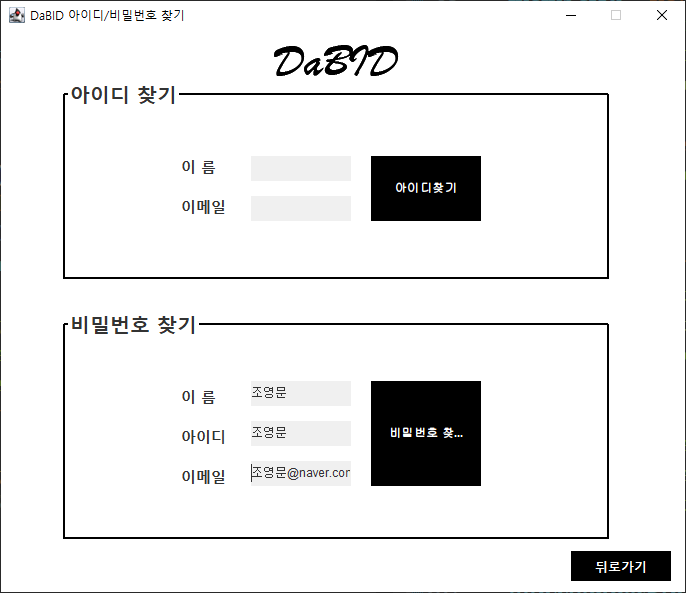 DaBID 아이디/비밀번호 찾기
DaBID
아이디 찾기
이 름
아이디찾기
이메일
비밀번호 찾기
이 름
조영문
아이디
조영문
비밀번호 찾...
이메일
조영문@naver.com
뒤로가기